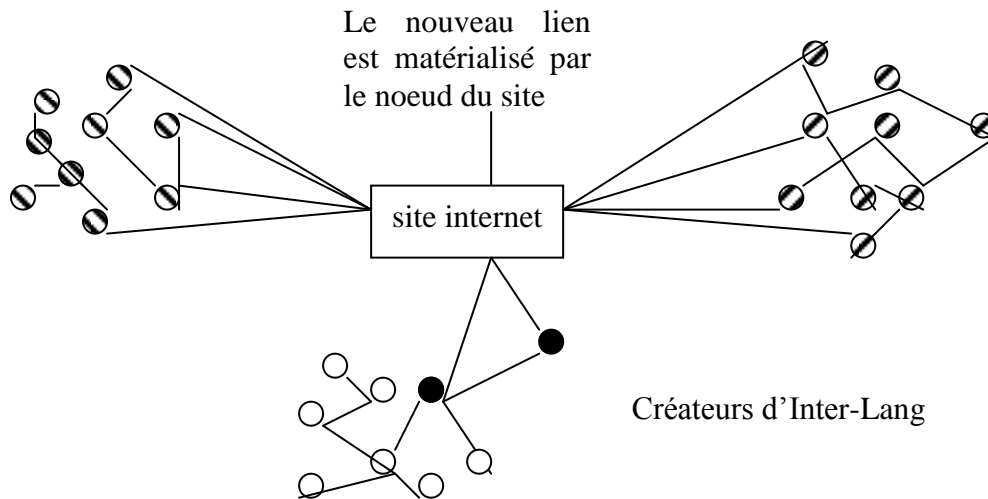 Le nouveau lien
est matérialisé par
le noeud du site
site internet
Créateurs d'Inter-Lang